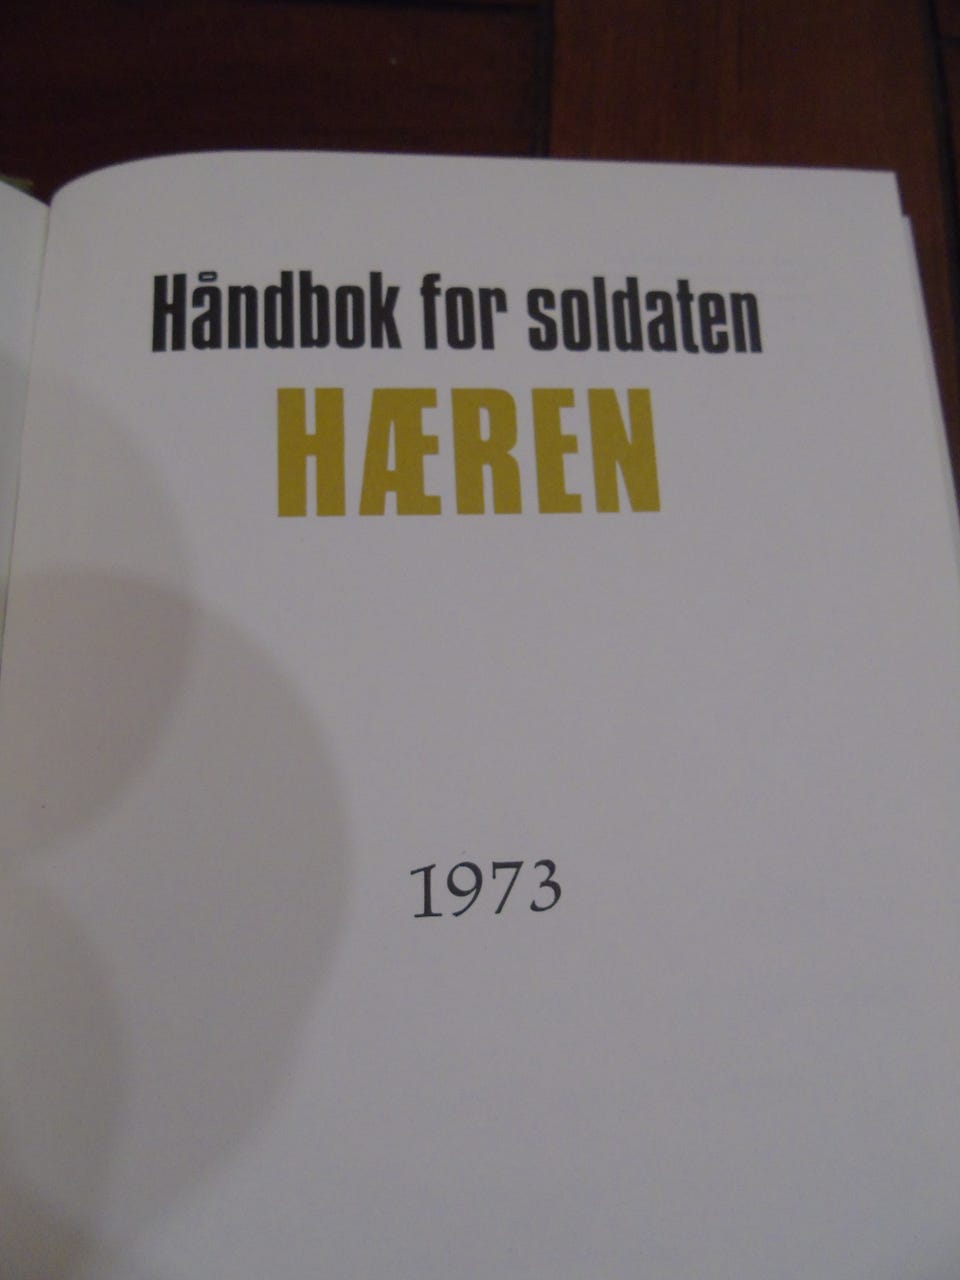 Håndbok for soldaten
HÆREN
1973